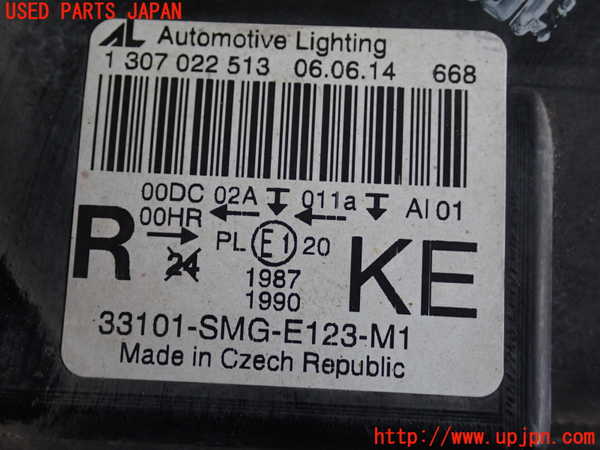 USED PARTS JAPAN
AL Automotive Lighting
1 307 022 513 06.06.14 668
00DC 02A 011a AI 01
00HR
R 24 PL E1 20 KE
1987
1990
33101-SMG-E123-M1
Made in Czech Republic
http://www.upjpn.com/